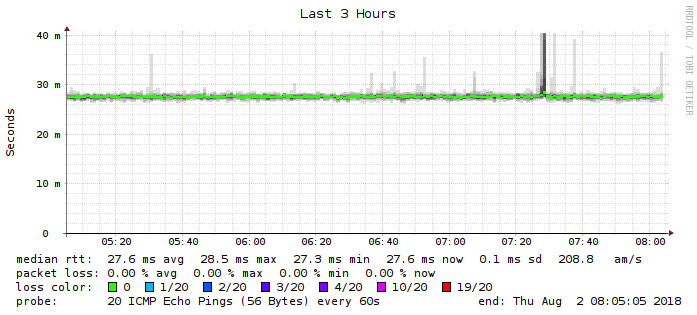 Last 3 Hours
RRDTOOL / TOBI OETIKER
Seconds
40 m
30 m
20 m
10 m
0
05:20 05:40 06:00 06:20 06:40 07:00 07:20 07:40 08:00
median rtt: 27.6 ms avg 28.5 ms max 27.3 ms min 27.6 ms now 0.1 ms sd 208.8 am/s
packet loss: 0.00 % avg 0.00 % max 0.00 % min 0.00 % now
loss color: 0 1/20 2/20 3/20 4/20 10/20 19/20
probe: 20 ICMP Echo Pings (56 Bytes) every 60s end: Thu Aug 2 08:05:05 2018